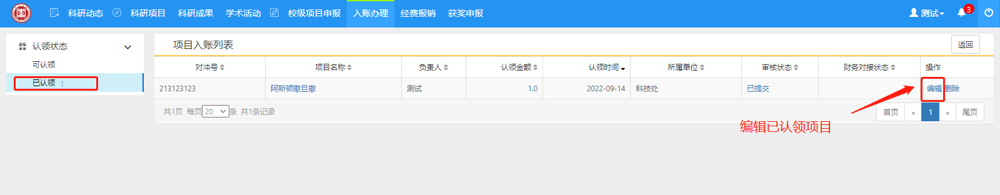 科研动态 科研项目 科研成果 学术活动 校级项目申报 入账办理 经费报销 获奖申报 测试 3
认领状态
可认领
已认领 1
项目入账列表 返回
对冲号 项目名称 负责人 认领金额 认领时间 所属单位 审核状态 财务对接状态 操作
213123123 阿斯顿撒旦撒 测试 1.0 2022-09-14 科技处 已提交 编辑 删除
共1页 每页 20 条 共1条记录 首页 « 1 » 尾页
编辑已认领项目